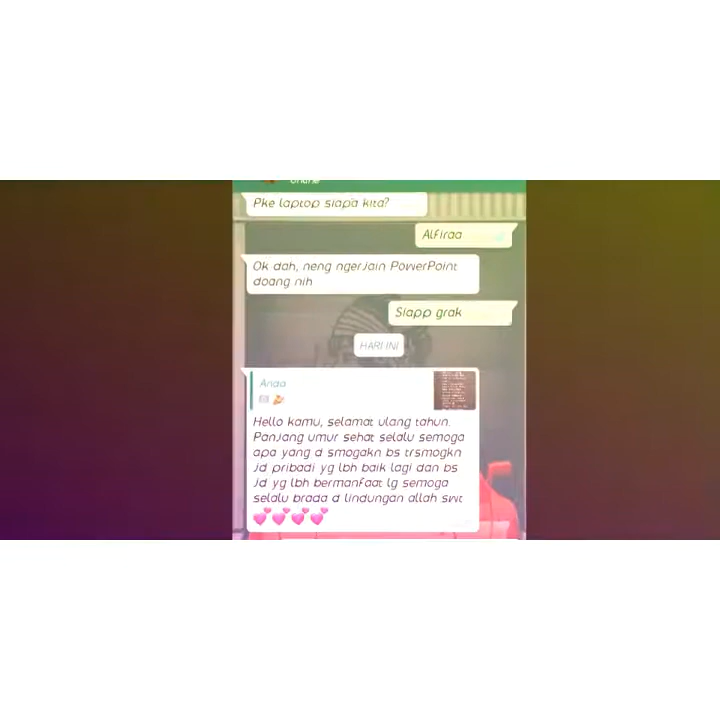 Pke laptop siapa kita?
Alfiraa
Ok dah, neng ngerjain PowerPoint
doang nih
Siapp grak
HARI INI
Anda
Hello kamu, selamat ulang tahun.
Panjang umur sehat selalu semoga
apa yang d smogakn bs trsmogkn
jd pribadi yg lbh baik lagi dan bs
jd yg lbh bermanfaat lg semoga
selalu brada d lindungan allah swt